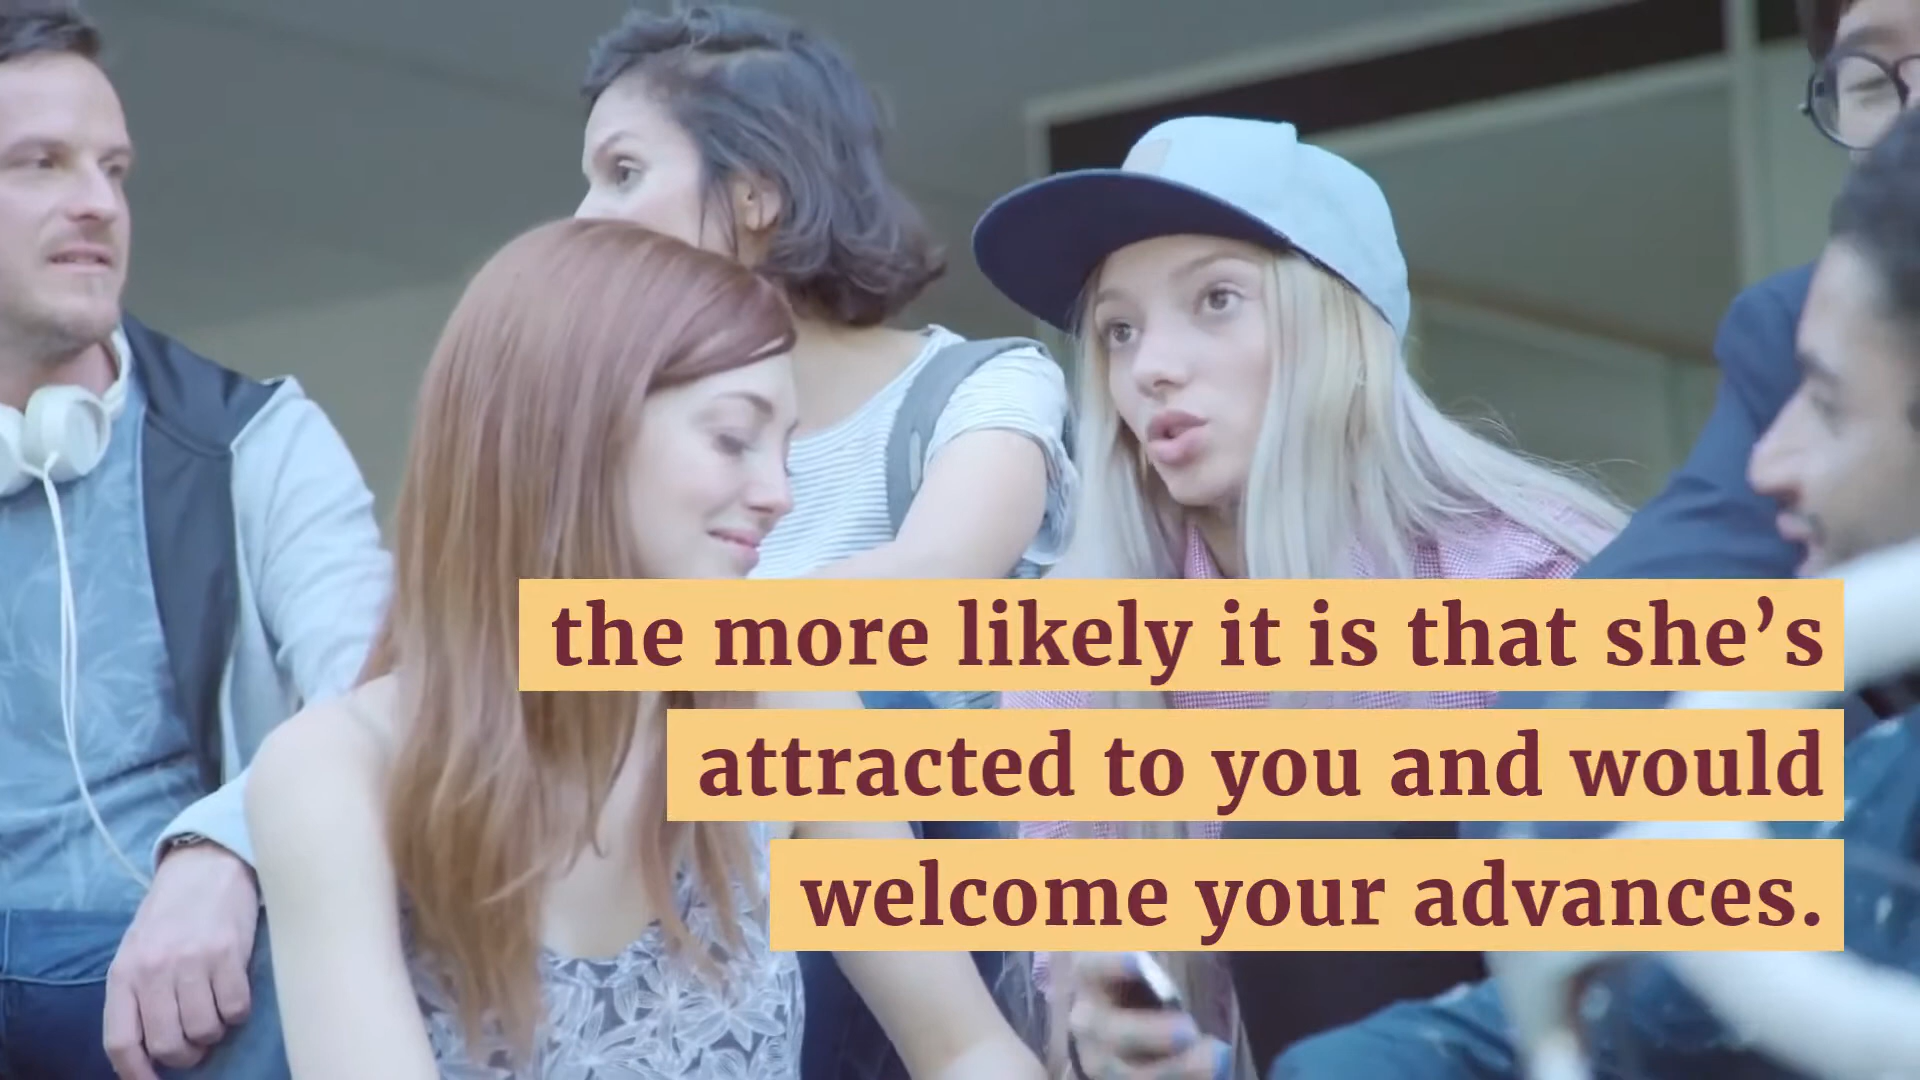 the more likely it is that she’s
attracted to you and would
welcome your advances.